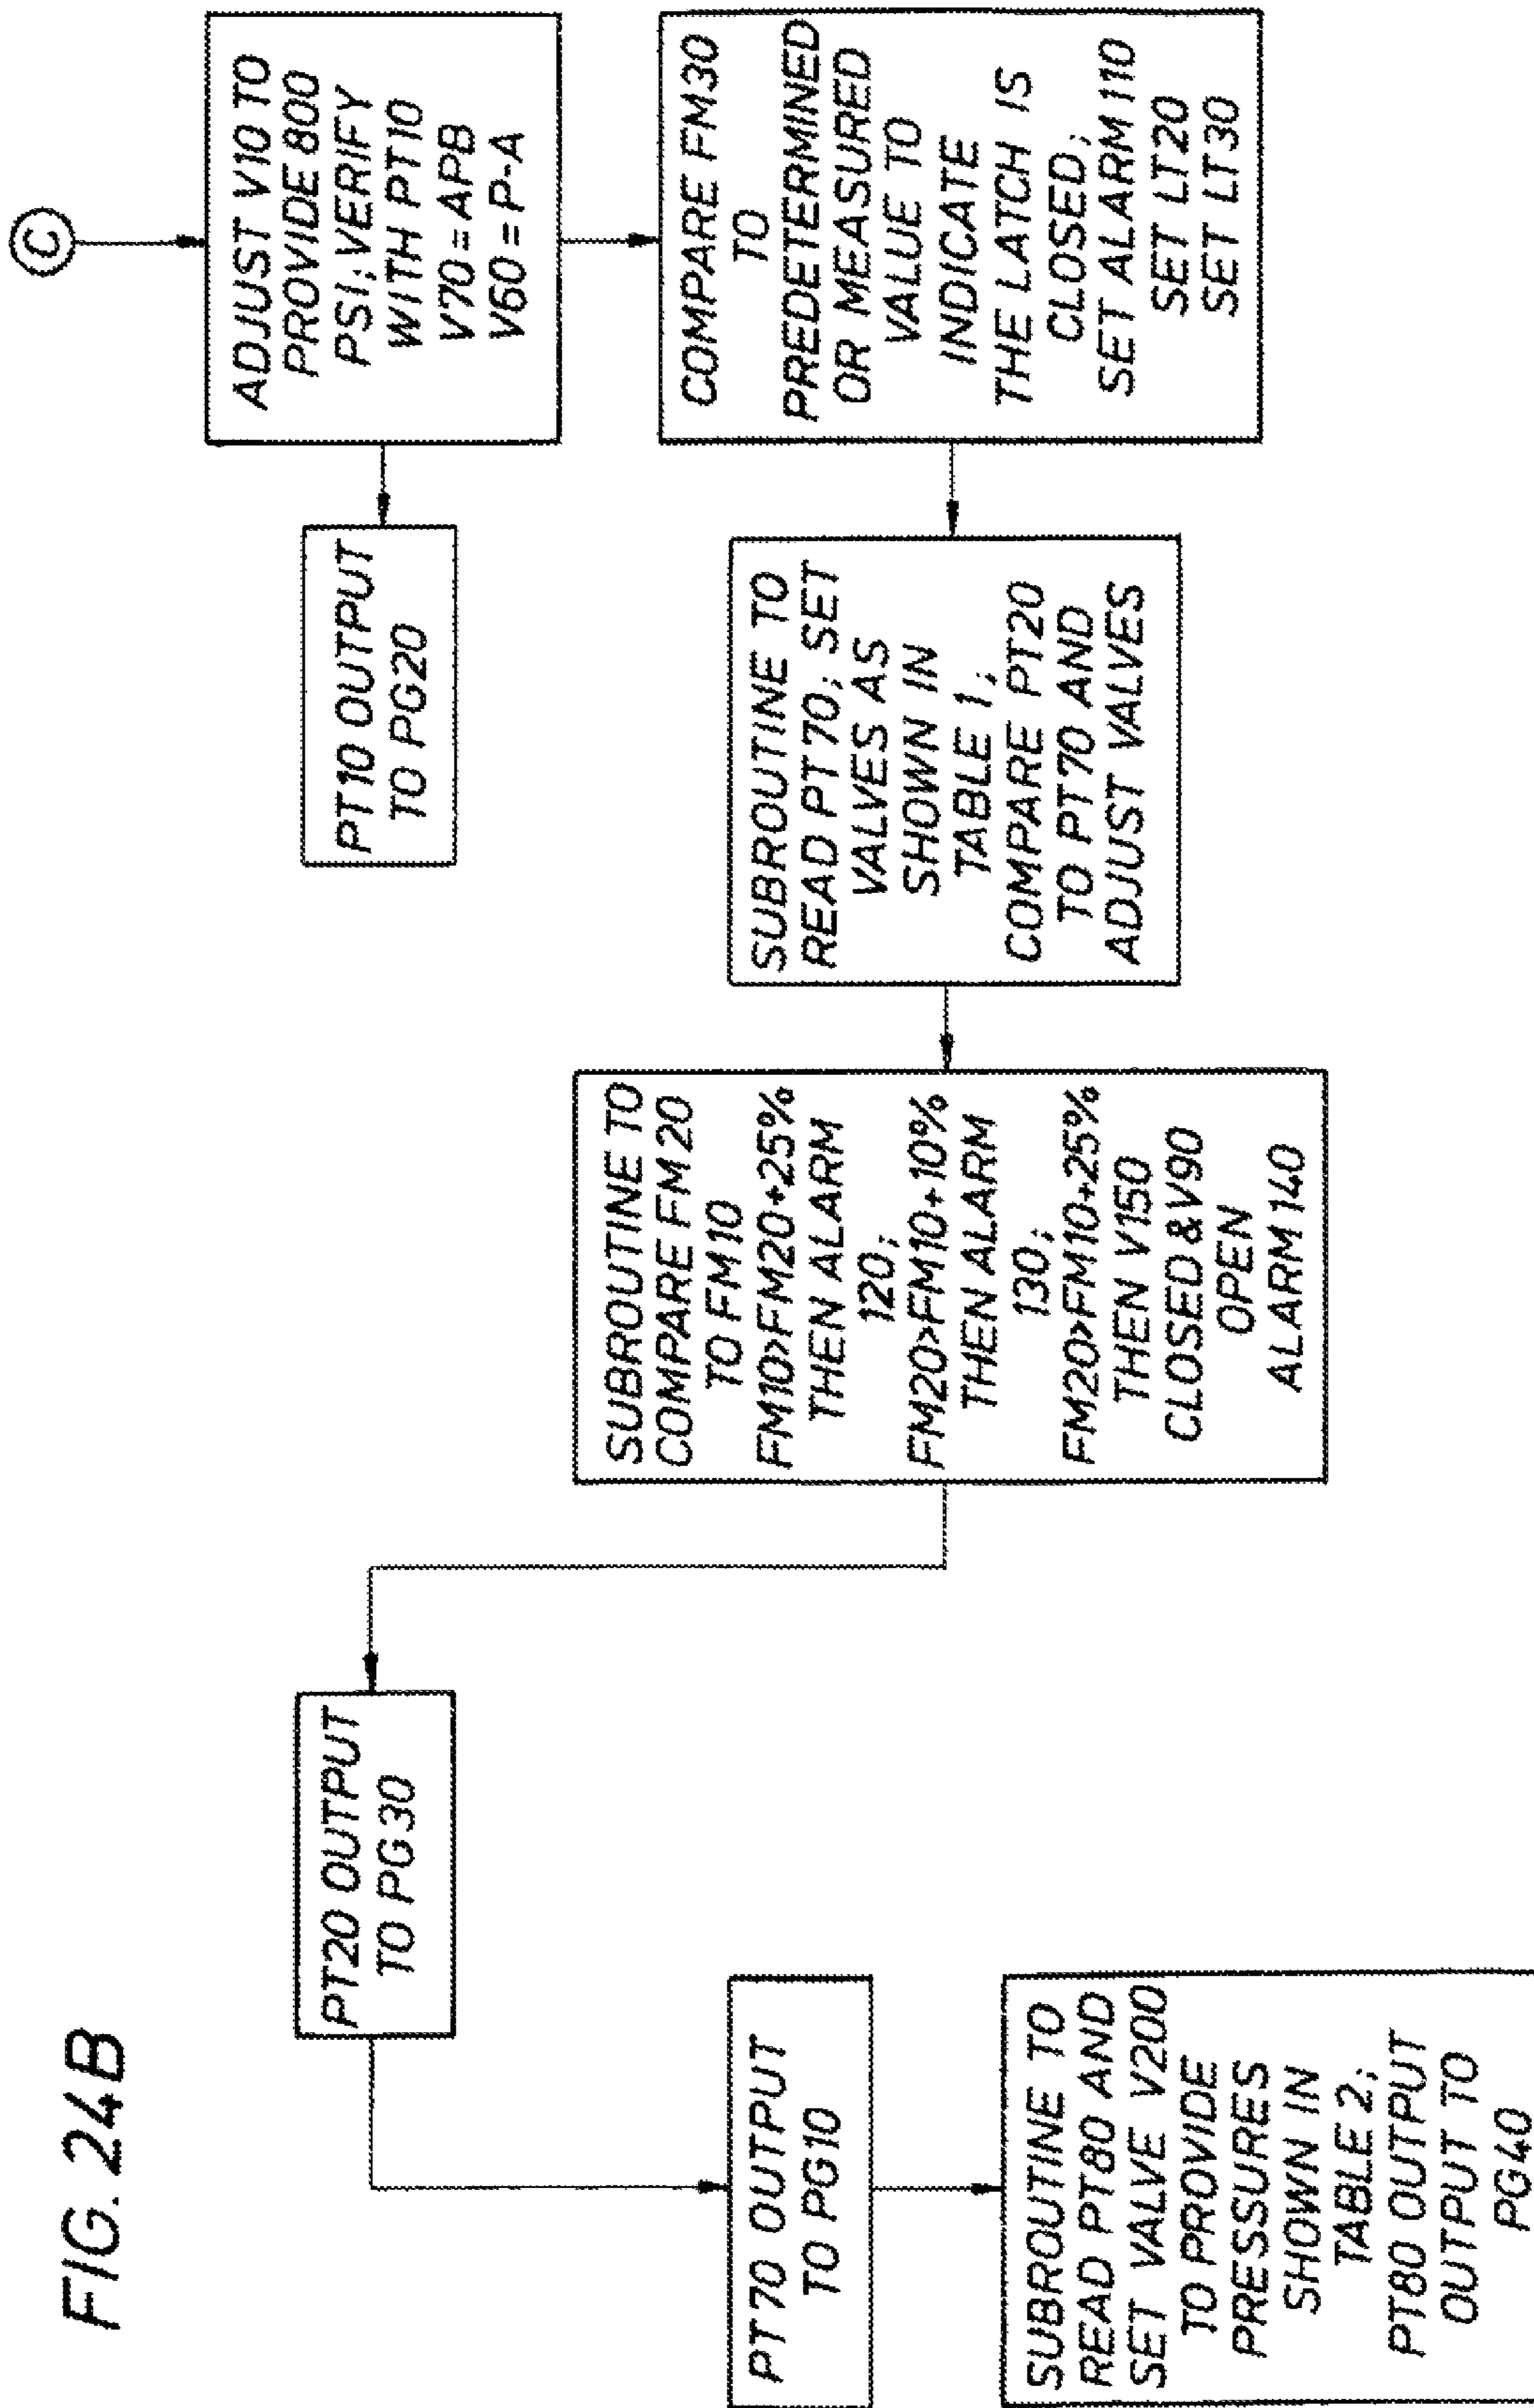 FIG. 24B
C
ADJUST V10 TO
PROVIDE 800
PSI; VERIFY
WITH PT10
V70 = APB
V60 = P-A
PT10 OUTPUT
TO PG20
COMPARE FM30
TO
PREDETERMINED
OR MEASURED
VALUE TO
INDICATE
THE LATCH IS
CLOSED;
SET ALARM 110
SET LT20
SET LT30
SUBROUTINE TO
READ PT70; SET
VALVES AS
SHOWN IN
TABLE 1;
COMPARE PT20
TO PT70 AND
ADJUST VALVES
SUBROUTINE TO
COMPARE FM20
TO FM10
FM10>FM20+25%
THEN ALARM
120;
FM20>FM10+10%
THEN ALARM
130;
FM20>FM10+25%
THEN V150
CLOSED & V90
OPEN
ALARM 140
PT20 OUTPUT
TO PG30
PT70 OUTPUT
TO PG10
SUBROUTINE TO
READ PT80 AND
SET VALVE V200
TO PROVIDE
PRESSURES
SHOWN IN
TABLE 2;
PT80 OUTPUT
OUTPUT TO
PG40